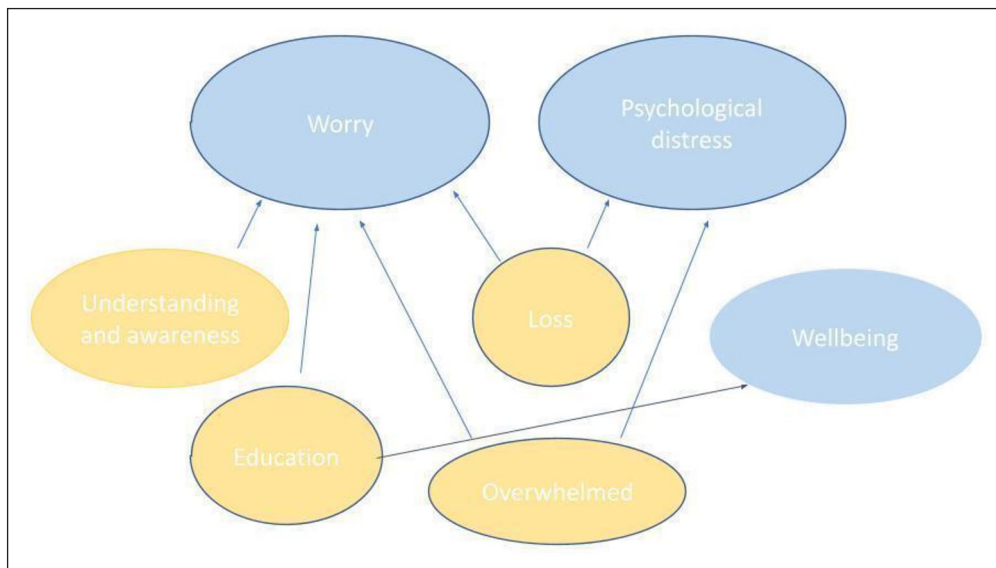 Worry
Psychological
distress
Understanding
and awareness
Loss
Wellbeing
Education
Overwhelmed